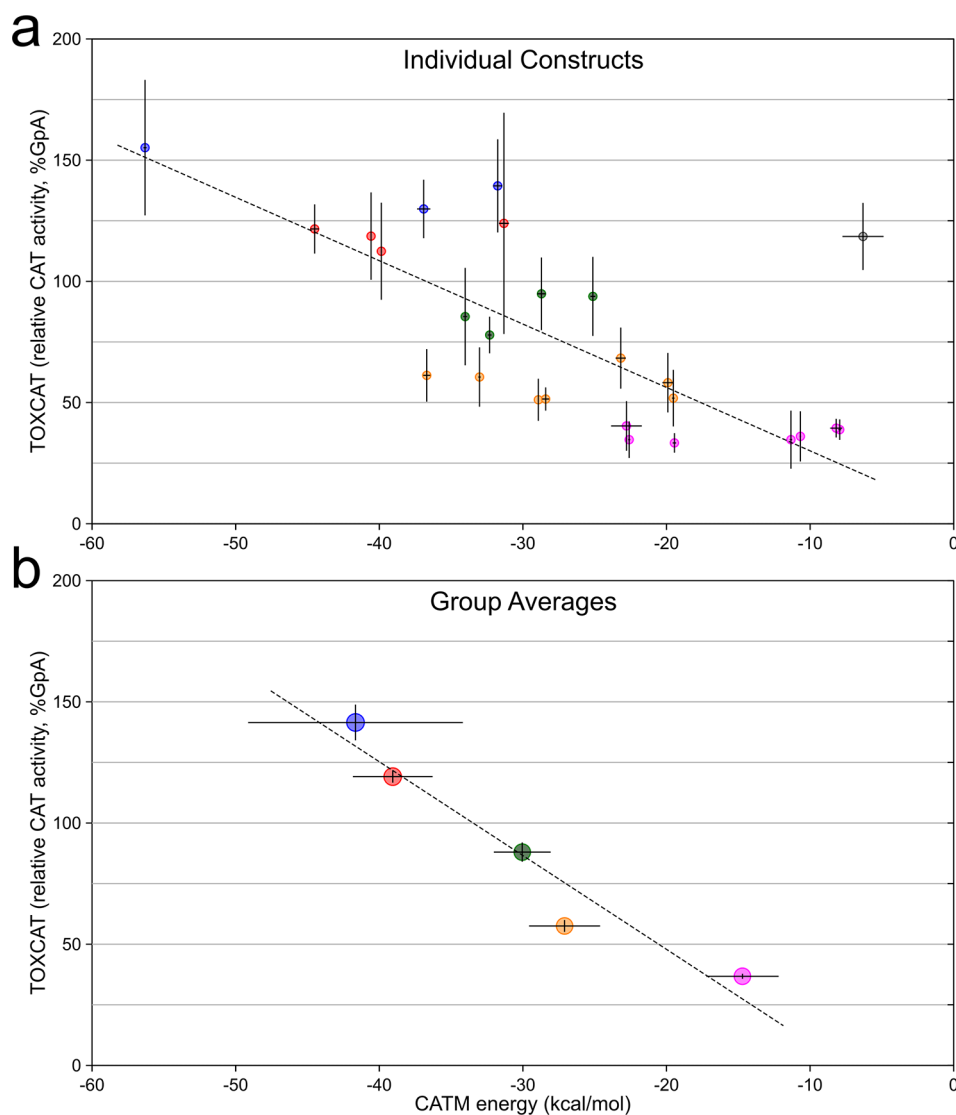 a
Individual Constructs
TOXCAT (relative CAT activity, %GpA)
200
150
100
50
0
-60 -50 -40 -30 -20 -10 0
b
Group Averages
TOXCAT (relative CAT activity, %GpA)
200
150
100
50
0
-60 -50 -40 -30 -20 -10 0
CATM energy (kcal/mol)